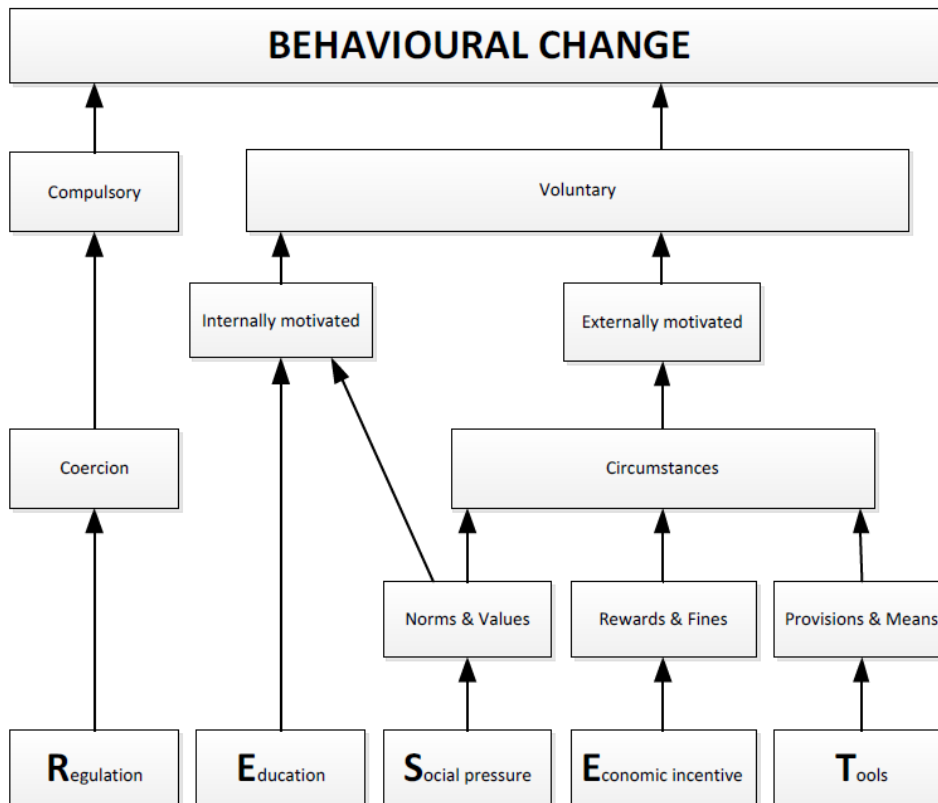 BEHAVIOURAL CHANGE
Compulsory
Voluntary
Internally motivated
Externally motivated
Coercion
Circumstances
Norms & Values
Rewards & Fines
Provisions & Means
Regulation
Education
Social pressure
Economic incentive
Tools